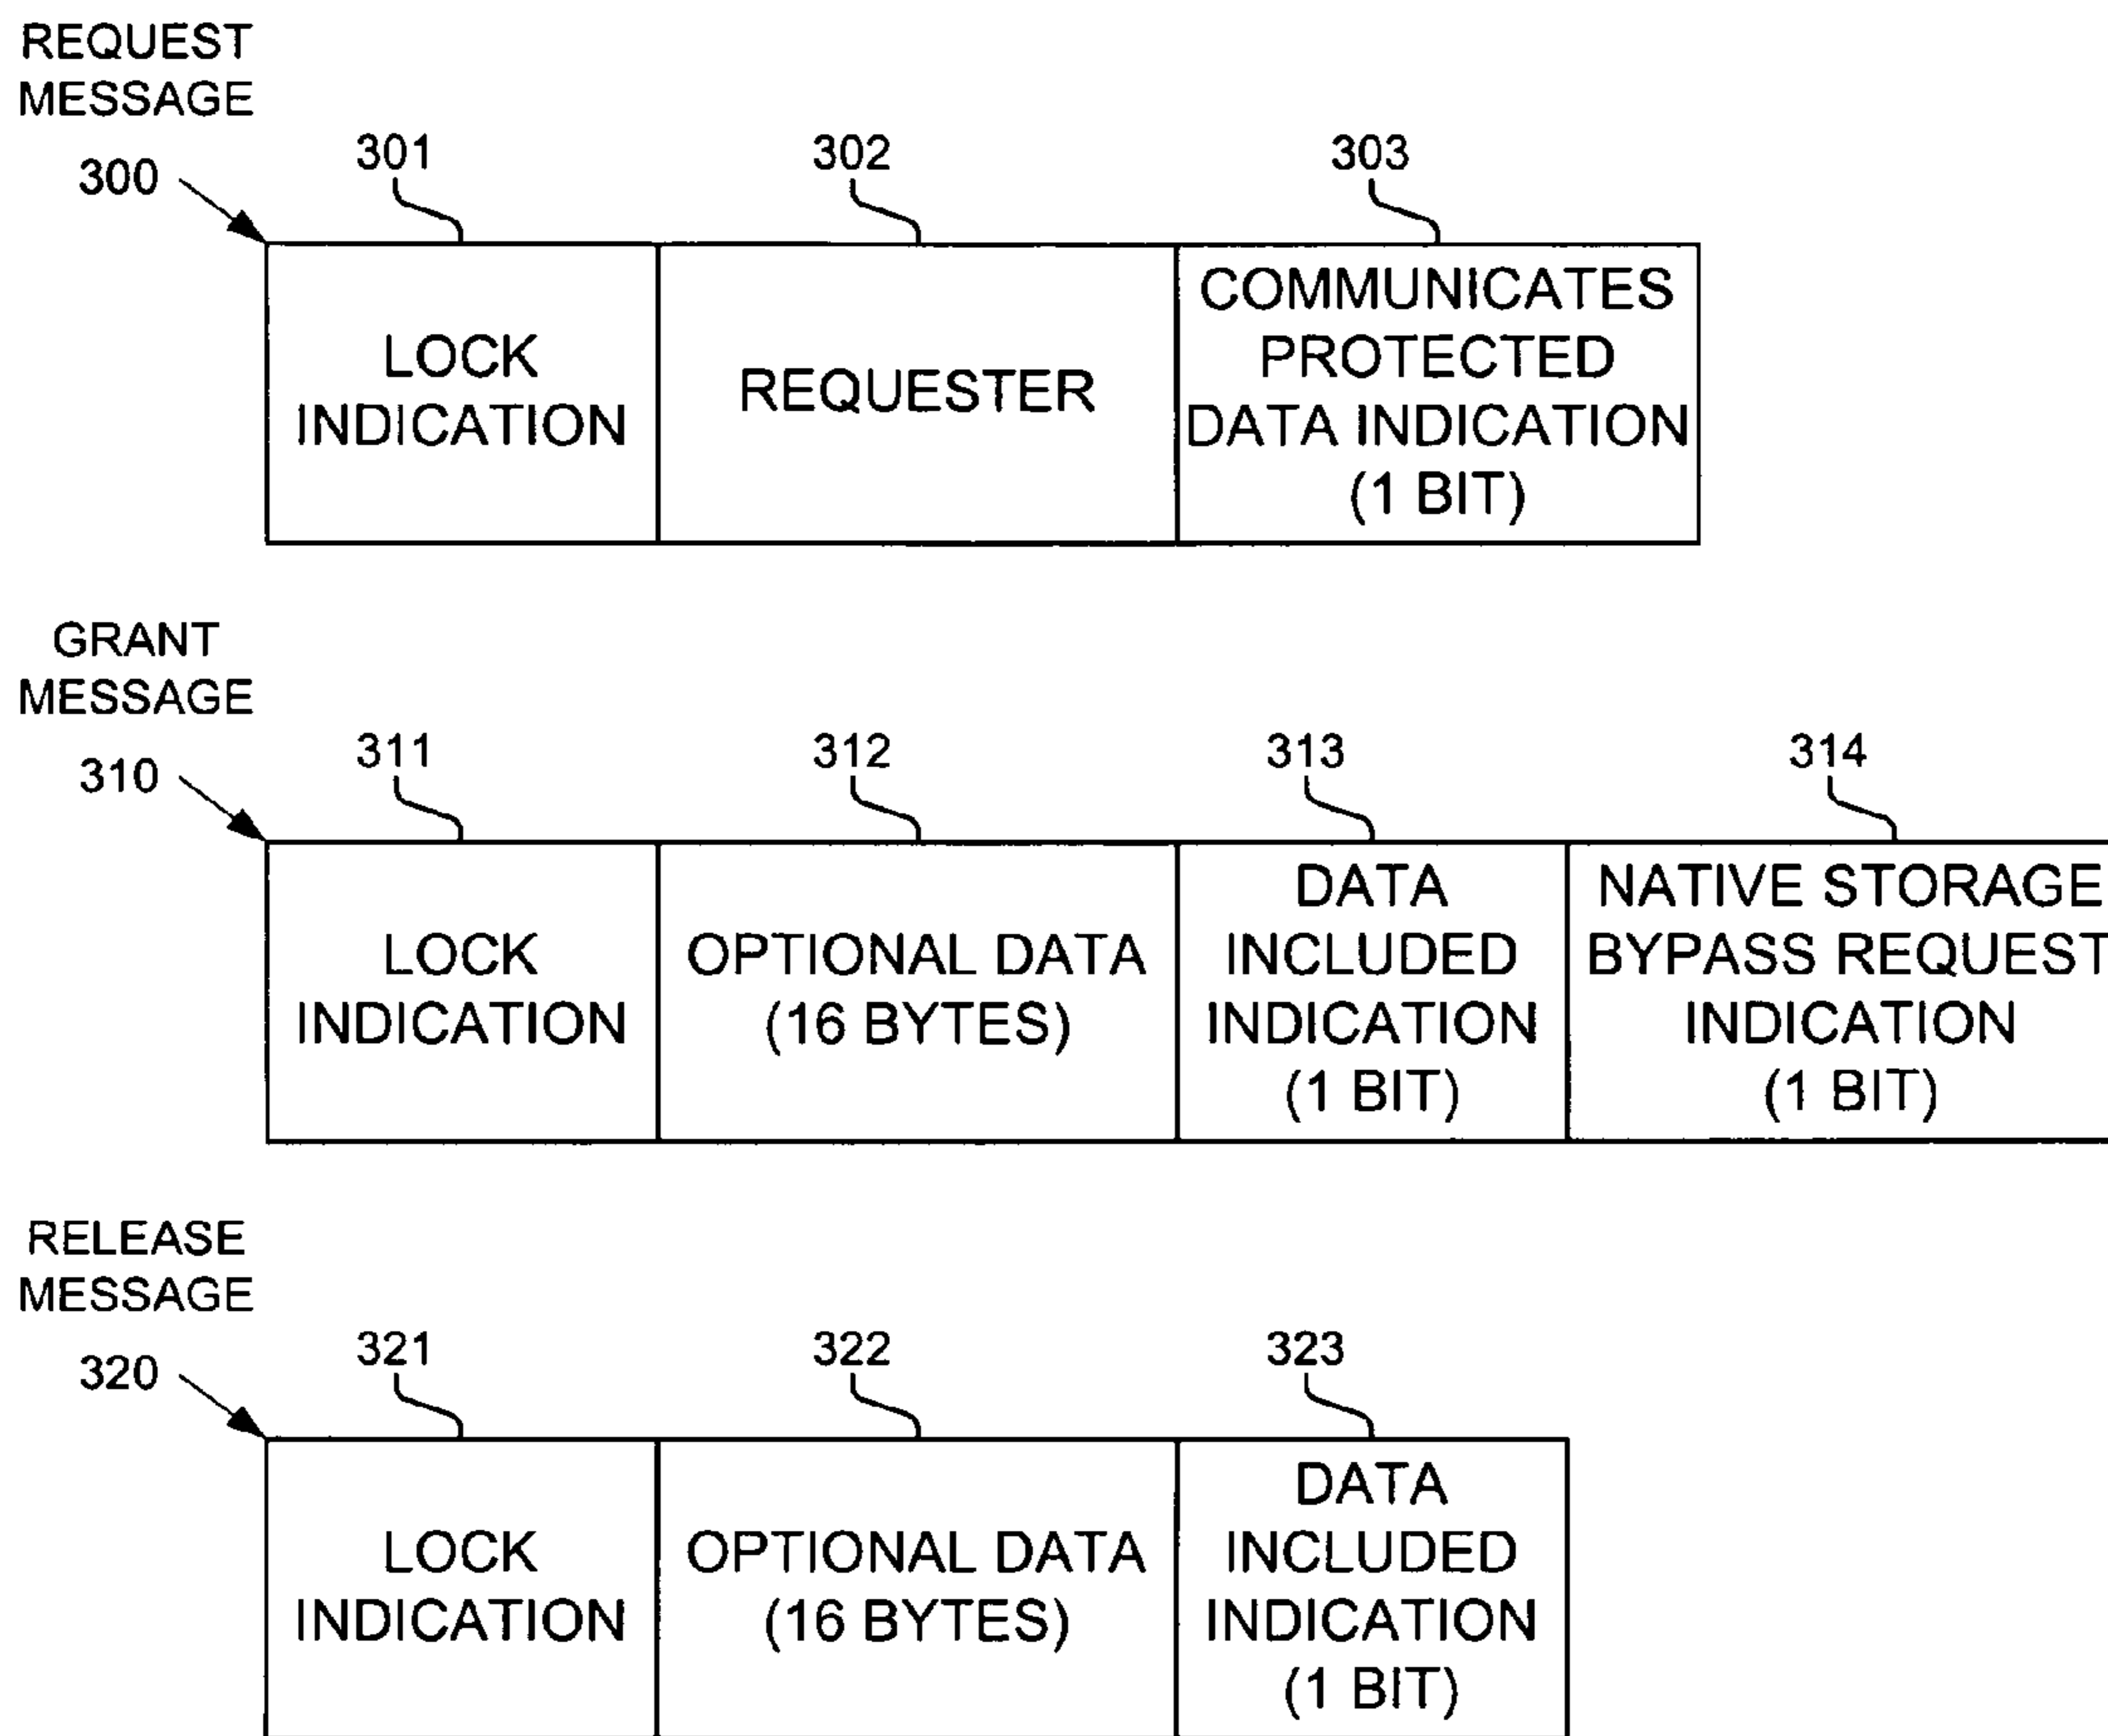 REQUEST
MESSAGE
300
301
302
303
LOCK
INDICATION
REQUESTER
COMMUNICATES
PROTECTED
DATA INDICATION
(1 BIT)
GRANT
MESSAGE
310
311
312
313
314
LOCK
INDICATION
OPTIONAL DATA
(16 BYTES)
DATA
INCLUDED
INDICATION
(1 BIT)
NATIVE STORAGE
BYPASS REQUEST
INDICATION
(1 BIT)
RELEASE
MESSAGE
320
321
322
323
LOCK
INDICATION
OPTIONAL DATA
(16 BYTES)
DATA
INCLUDED
INDICATION
(1 BIT)